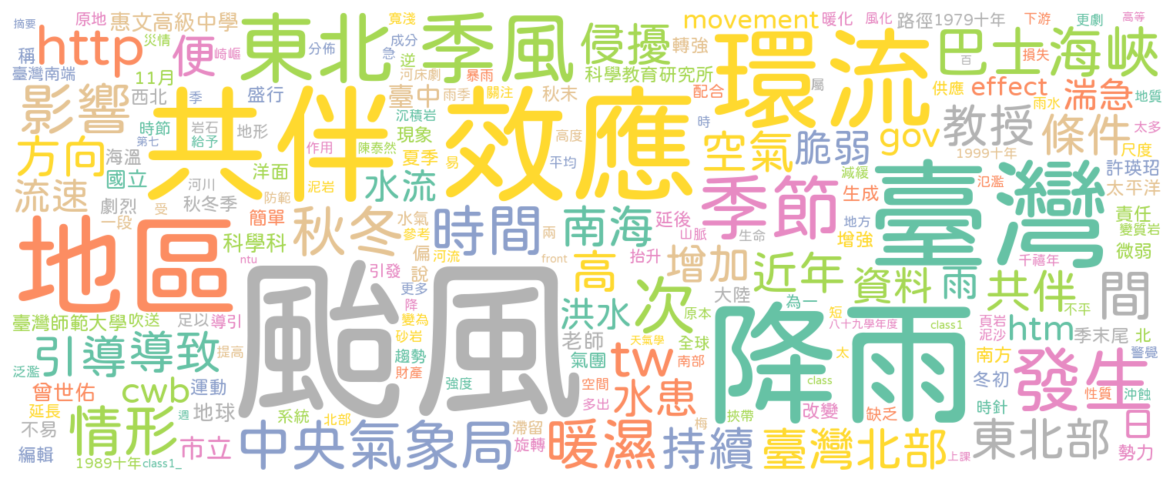 摘要
原地
惠文高級中學
寬淺
成分
急
逆
movement
暖化
風化
路徑1979十年
下游
更劇
高等
稱
http
災情
崎嶇
便
分佈
東北季風
侵擾
轉強
環流
巴士海峽
百
損失
臺灣南端
11月
西北
季
盛行
臺中
河床劇
暴雨
雨季
關注
秋末
科學教育研究所
配合
屬
供應
effect
湍急
雨水
地質
影響
時節
岩石
給予
地形
第七
共伴效應
沉積岩
現象
作用
陳泰然
夏季
高度
易
平均
時
空氣
脆弱
gov
教授
條件
太多
尺度
1999十年
方向
海溫
國立
洋面
防範
泥岩
水流
減緩
生成
氾濫
許瑛玿
太平洋
流速
劇烈
河川
秋冬季
受
一段
簡單
秋冬
水氣
參考
偏
說
河流
時間
兩
南海
延後
山脈
季節
地方
增強
生命
臺灣
責任
變質岩
微弱
千禧年
地區
科學科
ntu
颱風
引發
更多
降
front
高
抬升
增加
近年
資料
雨
共伴
間
臺灣師範大學
吹送
足以
導引
變為
砂岩
洪水
次
原本
大陸
為一
短
八十九學年度
頁岩
泥沙
不平
引導
導致
提高
趨勢
財產
老師
氣團
天氣學
全球
降雨
太
class1
htm
季末尾
北
警覺
泛濫
曾世佑
cwb
運動
強度
tw
南部
class
南方
冬初
性質
沖蝕
延長
不易
週
地球
系統
北部
空間
水患
多出
挾帶
改變
缺乏
時針
發生
編輯
情形
市立
中央氣象局
滯留
旋轉
暖濕
持續
梅
臺灣北部
上課
東北部
日
勢力
1989十年
class1_